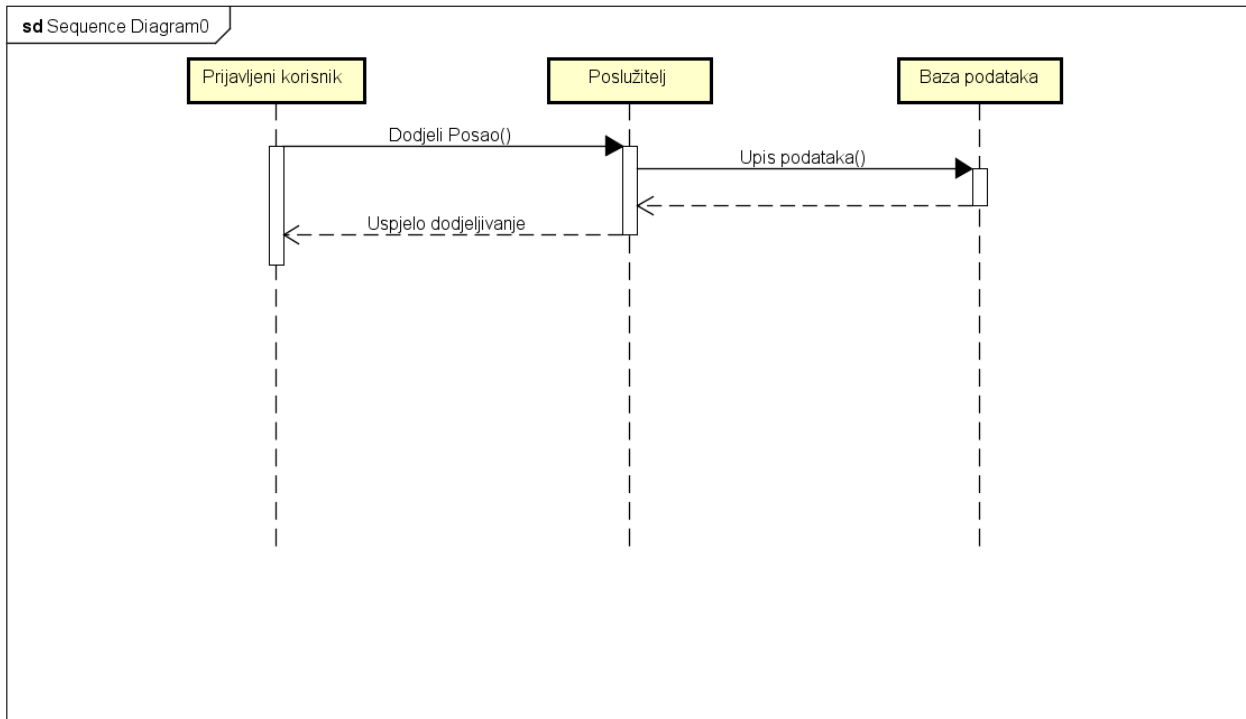 sd Sequence Diagram0
Prijavljeni korisnik
Poslužitelj
Baza podataka
Dodjeli Posao()
Upis podataka()
Uspjelo dodjeljivanje